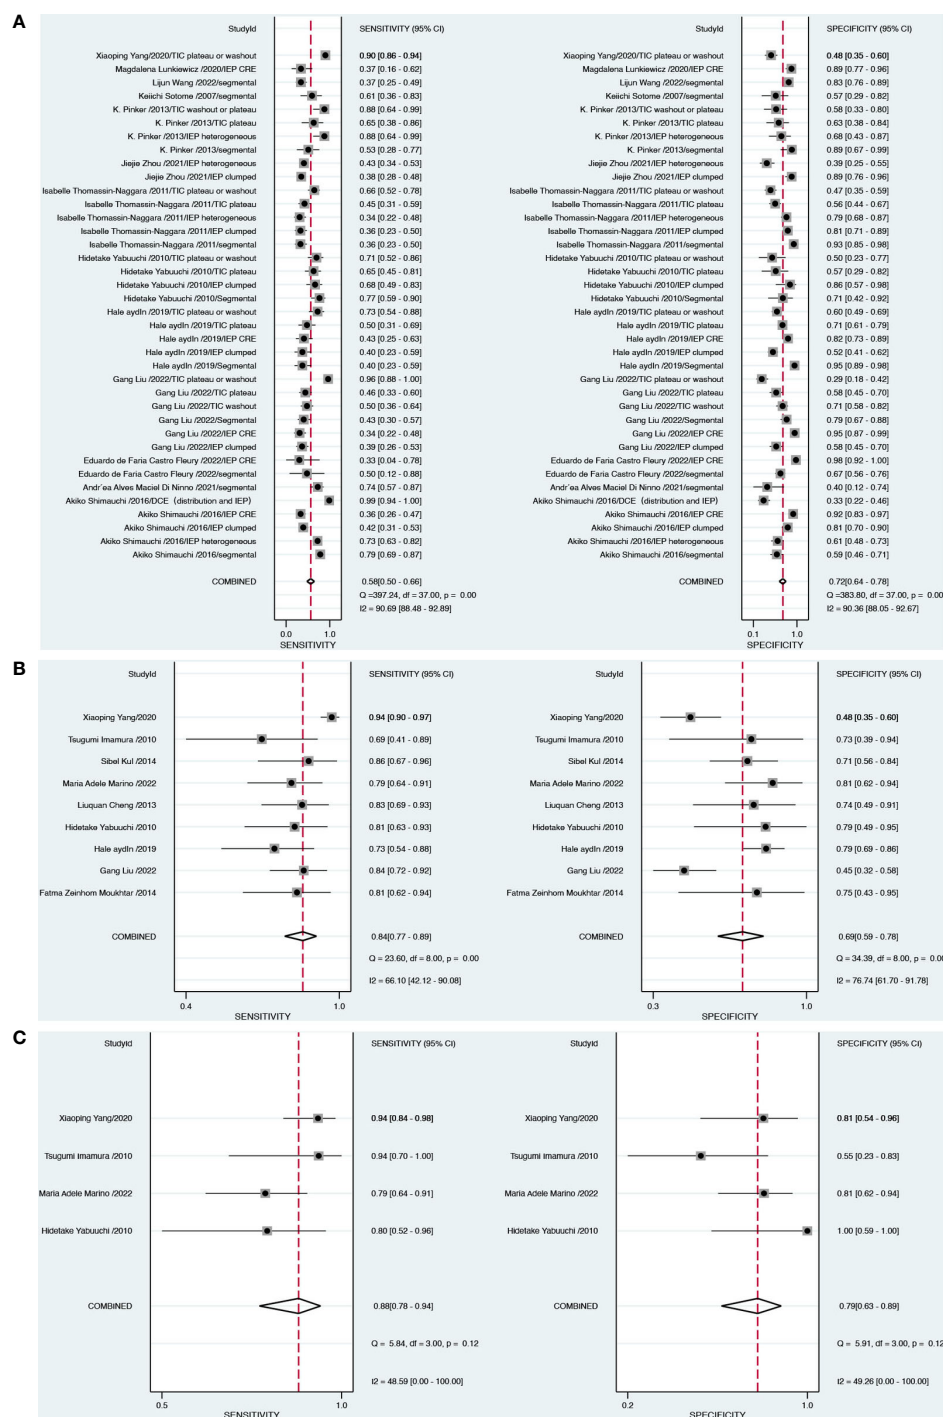 A
StudyId SENSITIVITY (95% CI)
Xiaoping Yang/2020/TIC plateau or washout 0.90 [0.86 - 0.94]
Magdalena Lunkiewicz /2020/IEP CRE 0.37 [0.16 - 0.62]
Lijun Wang /2022/segmental 0.37 [0.25 - 0.49]
Keiichi Sotome /2007/segmental 0.61 [0.36 - 0.83]
K. Pinker /2013/TIC washout or plateau 0.88 [0.64 - 0.99]
K. Pinker /2013/TIC plateau 0.65 [0.38 - 0.86]
K. Pinker /2013/IEP heterogeneous 0.88 [0.64 - 0.99]
K. Pinker /2013/segmental 0.53 [0.28 - 0.77]
Jiejie Zhou /2021/IEP heterogeneous 0.43 [0.34 - 0.53]
Jiejie Zhou /2021/IEP clumped 0.38 [0.28 - 0.48]
Isabelle Thomassin-Naggara /2011/TIC plateau or washout 0.66 [0.52 - 0.78]
Isabelle Thomassin-Naggara /2011/TIC plateau 0.45 [0.31 - 0.59]
Isabelle Thomassin-Naggara /2011/IEP heterogeneous 0.34 [0.22 - 0.48]
Isabelle Thomassin-Naggara /2011/IEP clumped 0.36 [0.23 - 0.50]
Isabelle Thomassin-Naggara /2011/segmental 0.36 [0.23 - 0.50]
Hidetake Yabuuchi /2010/TIC plateau or washout 0.71 [0.52 - 0.86]
Hidetake Yabuuchi /2010/TIC plateau 0.65 [0.45 - 0.81]
Hidetake Yabuuchi /2010/IEP clumped 0.68 [0.49 - 0.83]
Hidetake Yabuuchi /2010/Segmental 0.77 [0.59 - 0.90]
Hale aydIn /2019/TIC plateau or washout 0.73 [0.54 - 0.88]
Hale aydIn /2019/TIC plateau 0.50 [0.31 - 0.69]
Hale aydIn /2019/IEP CRE 0.43 [0.25 - 0.63]
Hale aydIn /2019/IEP clumped 0.40 [0.23 - 0.59]
Hale aydIn /2019/Segmental 0.40 [0.23 - 0.59]
Gang Liu /2022/TIC plateau or washout 0.96 [0.88 - 1.00]
Gang Liu /2022/TIC plateau 0.46 [0.33 - 0.60]
Gang Liu /2022/TIC washout 0.50 [0.36 - 0.64]
Gang Liu /2022/Segmental 0.43 [0.30 - 0.57]
Gang Liu /2022/IEP CRE 0.34 [0.22 - 0.48]
Gang Liu /2022/IEP clumped 0.39 [0.26 - 0.53]
Eduardo de Faria Castro Fleury /2022/IEP CRE 0.33 [0.04 - 0.78]
Eduardo de Faria Castro Fleury /2022/segmental 0.50 [0.12 - 0.88]
Andr´ea Alves Maciel Di Ninno /2021/segmental 0.74 [0.57 - 0.87]
Akiko Shimauchi /2016/DCE (distribution and IEP) 0.99 [0.94 - 1.00]
Akiko Shimauchi /2016/IEP CRE 0.36 [0.26 - 0.47]
Akiko Shimauchi /2016/IEP clumped 0.42 [0.31 - 0.53]
Akiko Shimauchi /2016/IEP heterogeneous 0.73 [0.63 - 0.82]
Akiko Shimauchi /2016/segmental 0.79 [0.69 - 0.87]
COMBINED 0.58[0.50 - 0.66]
Q =397.24, df = 37.00, p = 0.00
I2 = 90.69 [88.48 - 92.89]
0.0 1.0
SENSITIVITY
StudyId SPECIFICITY (95% CI)
Xiaoping Yang/2020/TIC plateau or washout 0.48 [0.35 - 0.60]
Magdalena Lunkiewicz /2020/IEP CRE 0.89 [0.77 - 0.96]
Lijun Wang /2022/segmental 0.83 [0.76 - 0.89]
Keiichi Sotome /2007/segmental 0.57 [0.29 - 0.82]
K. Pinker /2013/TIC washout or plateau 0.58 [0.33 - 0.80]
K. Pinker /2013/TIC plateau 0.63 [0.38 - 0.84]
K. Pinker /2013/IEP heterogeneous 0.68 [0.43 - 0.87]
K. Pinker /2013/segmental 0.89 [0.67 - 0.99]
Jiejie Zhou /2021/IEP heterogeneous 0.39 [0.25 - 0.55]
Jiejie Zhou /2021/IEP clumped 0.89 [0.76 - 0.96]
Isabelle Thomassin-Naggara /2011/TIC plateau or washout 0.47 [0.35 - 0.59]
Isabelle Thomassin-Naggara /2011/TIC plateau 0.56 [0.44 - 0.67]
Isabelle Thomassin-Naggara /2011/IEP heterogeneous 0.79 [0.68 - 0.87]
Isabelle Thomassin-Naggara /2011/IEP clumped 0.81 [0.71 - 0.89]
Isabelle Thomassin-Naggara /2011/segmental 0.93 [0.85 - 0.98]
Hidetake Yabuuchi /2010/TIC plateau or washout 0.50 [0.23 - 0.77]
Hidetake Yabuuchi /2010/TIC plateau 0.57 [0.29 - 0.82]
Hidetake Yabuuchi /2010/IEP clumped 0.86 [0.57 - 0.98]
Hidetake Yabuuchi /2010/Segmental 0.71 [0.42 - 0.92]
Hale aydIn /2019/TIC plateau or washout 0.60 [0.49 - 0.69]
Hale aydIn /2019/TIC plateau 0.71 [0.61 - 0.79]
Hale aydIn /2019/IEP CRE 0.82 [0.73 - 0.89]
Hale aydIn /2019/IEP clumped 0.52 [0.41 - 0.62]
Hale aydIn /2019/Segmental 0.95 [0.89 - 0.98]
Gang Liu /2022/TIC plateau or washout 0.29 [0.18 - 0.42]
Gang Liu /2022/TIC plateau 0.58 [0.45 - 0.70]
Gang Liu /2022/TIC washout 0.71 [0.58 - 0.82]
Gang Liu /2022/Segmental 0.79 [0.67 - 0.88]
Gang Liu /2022/IEP CRE 0.95 [0.87 - 0.99]
Gang Liu /2022/IEP clumped 0.58 [0.45 - 0.70]
Eduardo de Faria Castro Fleury /2022/IEP CRE 0.98 [0.92 - 1.00]
Eduardo de Faria Castro Fleury /2022/segmental 0.67 [0.56 - 0.76]
Andr´ea Alves Maciel Di Ninno /2021/segmental 0.40 [0.12 - 0.74]
Akiko Shimauchi /2016/DCE (distribution and IEP) 0.33 [0.22 - 0.46]
Akiko Shimauchi /2016/IEP CRE 0.92 [0.83 - 0.97]
Akiko Shimauchi /2016/IEP clumped 0.81 [0.70 - 0.90]
Akiko Shimauchi /2016/IEP heterogeneous 0.61 [0.48 - 0.73]
Akiko Shimauchi /2016/segmental 0.59 [0.46 - 0.71]
COMBINED 0.72[0.64 - 0.78]
Q =383.80, df = 37.00, p = 0.00
I2 = 90.36 [88.05 - 92.67]
0.1 1.0
SPECIFICITY
B
StudyId SENSITIVITY (95% CI)
Xiaoping Yang/2020 0.94 [0.90 - 0.97]
Tsugumi Imamura /2010 0.69 [0.41 - 0.89]
Sibel Kul /2014 0.86 [0.67 - 0.96]
Maria Adele Marino /2022 0.79 [0.64 - 0.91]
Liuquan Cheng /2013 0.83 [0.69 - 0.93]
Hidetake Yabuuchi /2010 0.81 [0.63 - 0.93]
Hale aydIn /2019 0.73 [0.54 - 0.88]
Gang Liu /2022 0.84 [0.72 - 0.92]
Fatma Zeinhom Moukhtar /2014 0.81 [0.62 - 0.94]
COMBINED 0.84[0.77 - 0.89]
Q = 23.60, df = 8.00, p = 0.00
I2 = 66.10 [42.12 - 90.08]
0.4 1.0
SENSITIVITY
StudyId SPECIFICITY (95% CI)
Xiaoping Yang/2020 0.48 [0.35 - 0.60]
Tsugumi Imamura /2010 0.73 [0.39 - 0.94]
Sibel Kul /2014 0.71 [0.56 - 0.84]
Maria Adele Marino /2022 0.81 [0.62 - 0.94]
Liuquan Cheng /2013 0.74 [0.49 - 0.91]
Hidetake Yabuuchi /2010 0.79 [0.49 - 0.95]
Hale aydIn /2019 0.79 [0.69 - 0.86]
Gang Liu /2022 0.45 [0.32 - 0.58]
Fatma Zeinhom Moukhtar /2014 0.75 [0.43 - 0.95]
COMBINED 0.69[0.59 - 0.78]
Q = 34.39, df = 8.00, p = 0.00
I2 = 76.74 [61.70 - 91.78]
0.3 1.0
SPECIFICITY
C
StudyId SENSITIVITY (95% CI)
Xiaoping Yang/2020 0.94 [0.84 - 0.98]
Tsugumi Imamura /2010 0.94 [0.70 - 1.00]
Maria Adele Marino /2022 0.79 [0.64 - 0.91]
Hidetake Yabuuchi /2010 0.80 [0.52 - 0.96]
COMBINED 0.88[0.78 - 0.94]
Q = 5.84, df = 3.00, p = 0.12
I2 = 48.59 [0.00 - 100.00]
0.5 1.0
SENSITIVITY
StudyId SPECIFICITY (95% CI)
Xiaoping Yang/2020 0.81 [0.54 - 0.96]
Tsugumi Imamura /2010 0.55 [0.23 - 0.83]
Maria Adele Marino /2022 0.81 [0.62 - 0.94]
Hidetake Yabuuchi /2010 1.00 [0.59 - 1.00]
COMBINED 0.79[0.63 - 0.89]
Q = 5.91, df = 3.00, p = 0.12
I2 = 49.26 [0.00 - 100.00]
0.2 1.0
SPECIFICITY